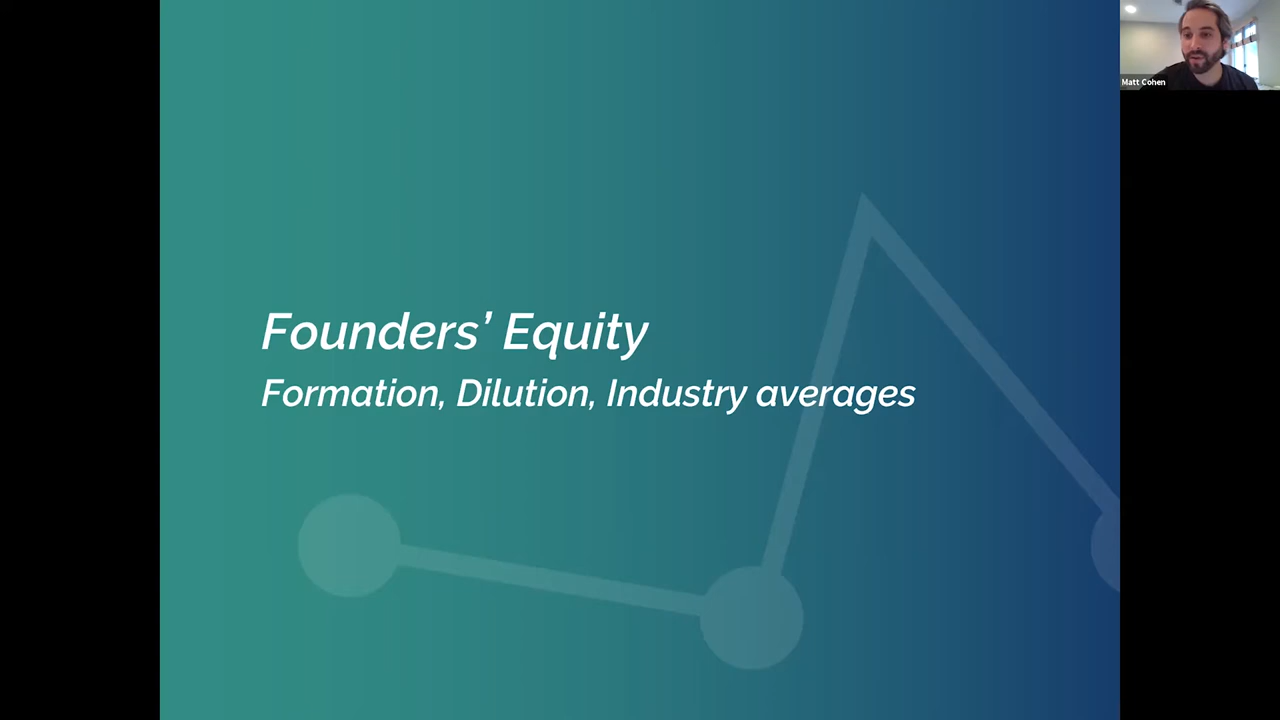 Matt Cohen
Founders’ Equity
Formation, Dilution, Industry averages